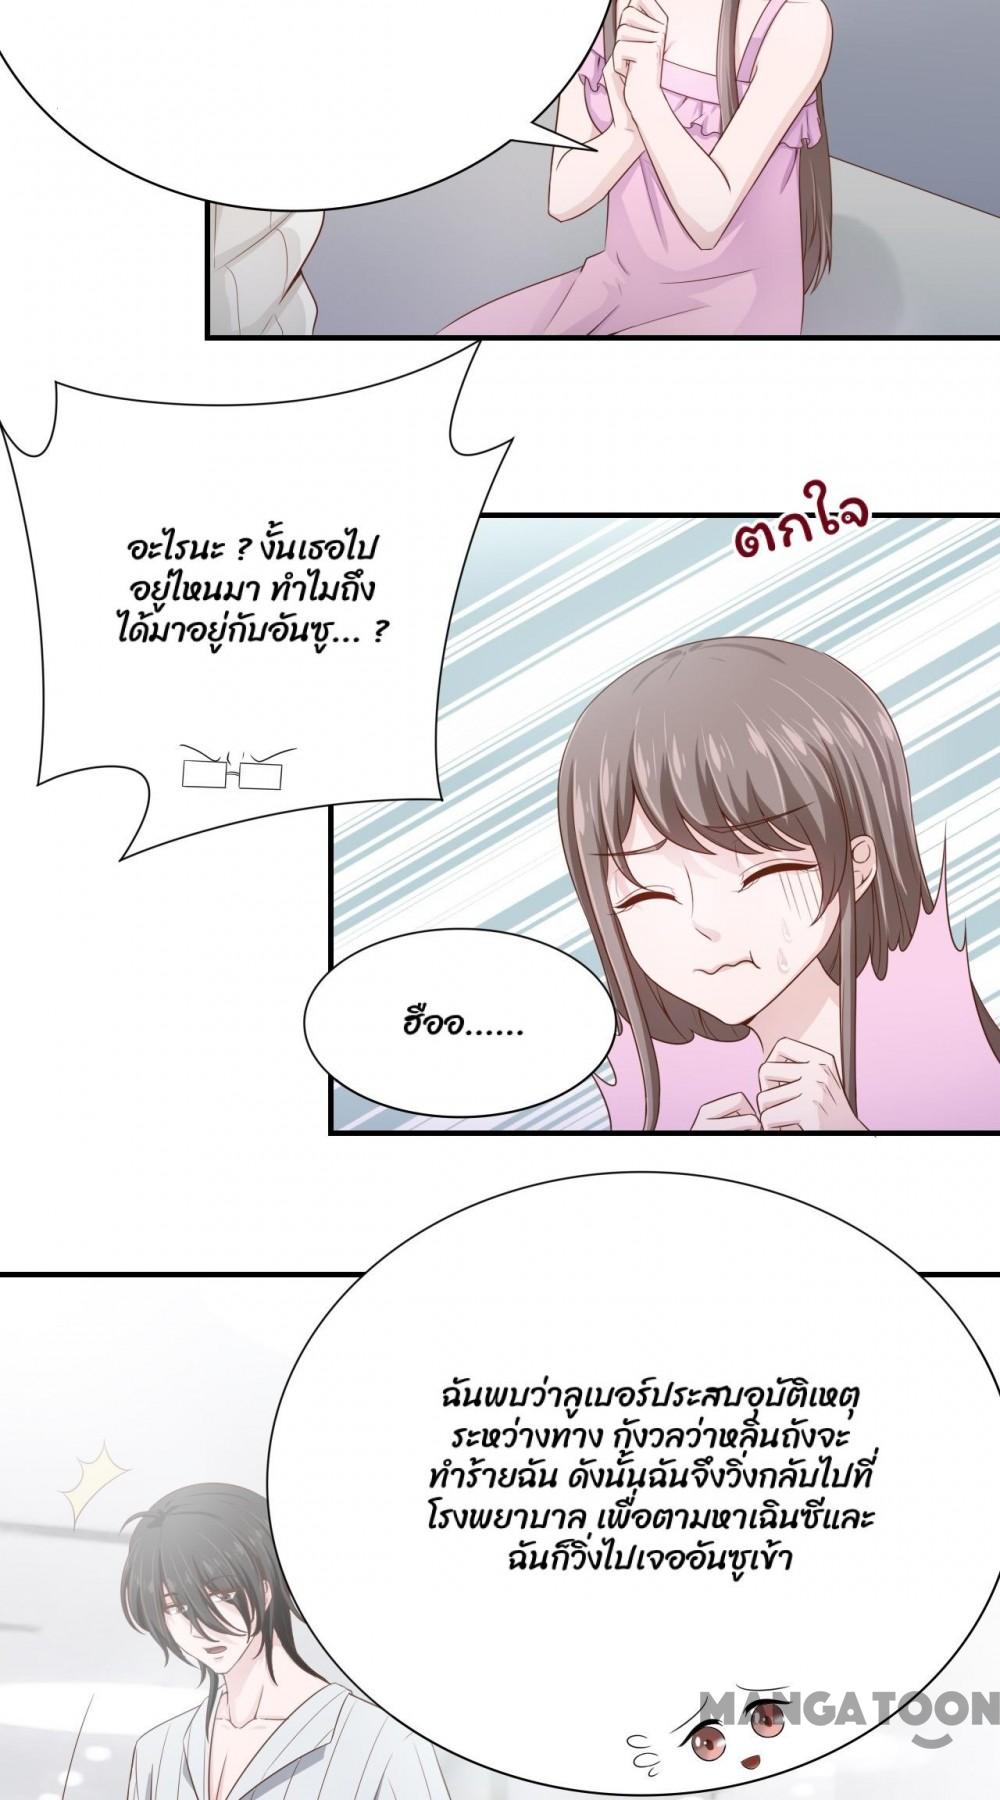 อะไรนะ ? งั้นเธอไป
อยู่ไหนมา ทำไมถึง
ได้มาอยู่กับอันซู... ?
ตกใจ
ฮืออ......
ฉันพบว่าลูเบอร์ประสบอุบัติเหตุ
ระหว่างทาง กังวลว่าหลินถังจะ
ทำร้ายฉัน ดังนั้นฉันจึงวิ่งกลับไปที่
โรงพยาบาล เพื่อตามหาเฉินซีและ
ฉันก็วิ่งไปเจออันซูเข้า
MANGATOON